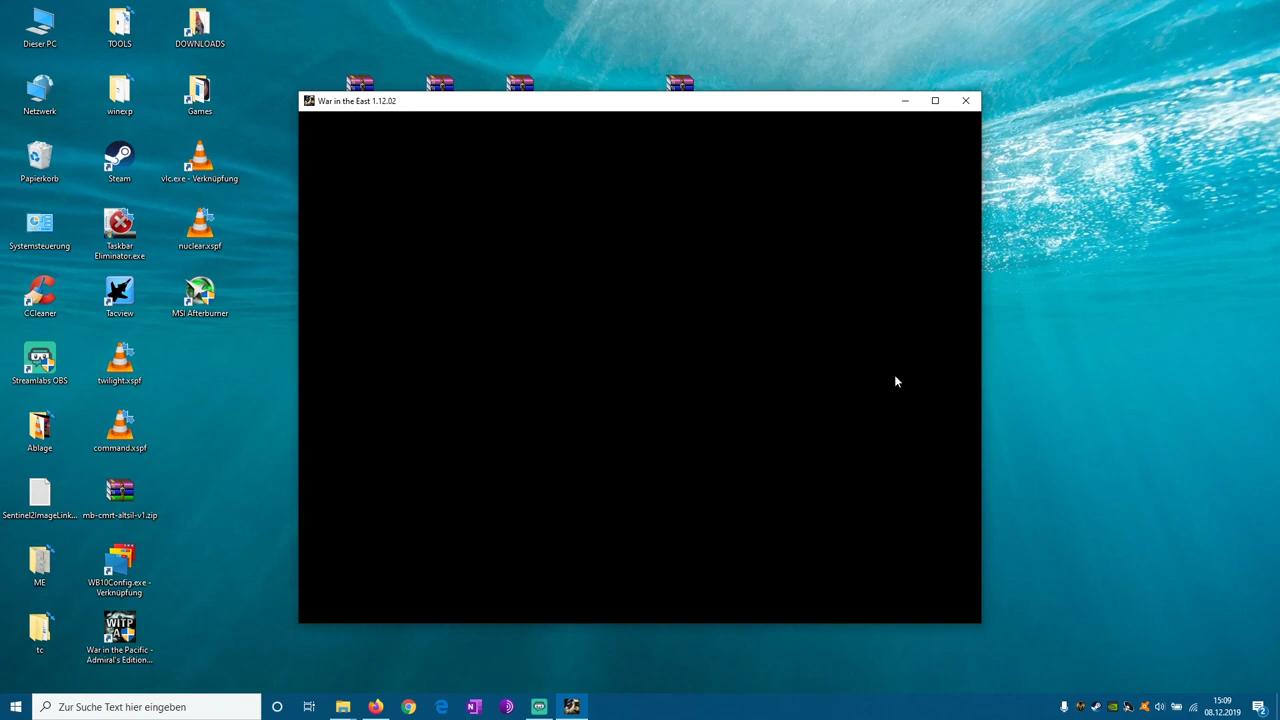 Dieser PC
TOOLS
DOWNLOADS
Netzwerk
winexp
Games
Papierkorb
Steam
vlc.exe - Verknüpfung
Systemsteuerung
Taskbar
Eliminator.exe
nuclear.xspf
CCleaner
Tacview
MSI Afterburner
Streamlabs OBS
twilight.xspf
Ablage
command.xspf
Sentinel2ImageLink...
mb-cmrt-altsil-v1.zip
ME
WB10Config.exe -
Verknüpfung
tc
WITP
A
War in the Pacific -
Admiral's Edition...
War in the East 1.12.02
Zur Suche Text hier eingeben
15:09
08.12.2019
2